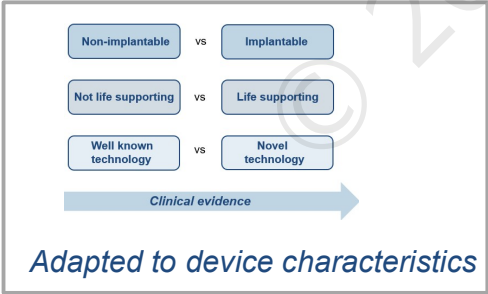 Non-implantable vs Implantable
Not life supporting vs Life supporting
Well known technology vs Novel technology
Clinical evidence
Adapted to device characteristics
© 2